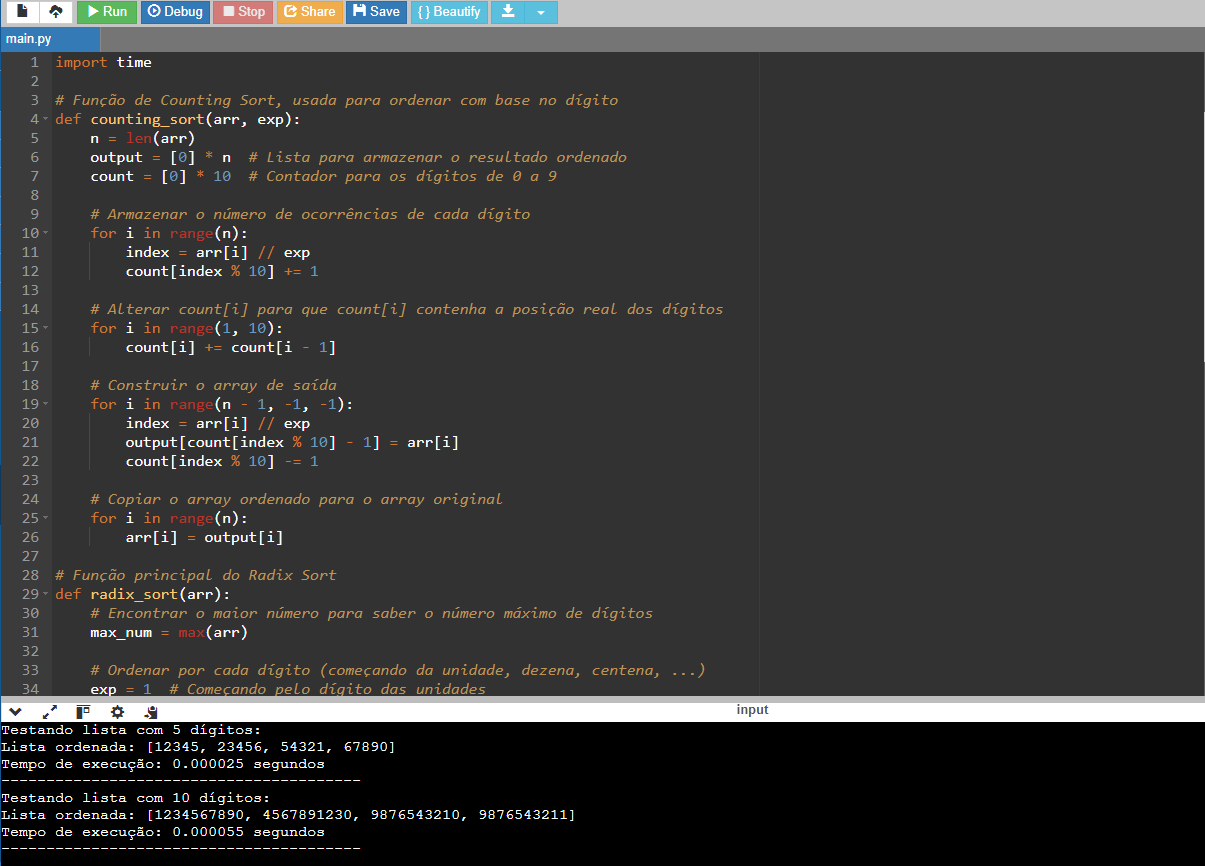 Run Debug Stop Share Save { } Beautify
main.py
1 import time
2
3 # Função de Counting Sort, usada para ordenar com base no dígito
4 def counting_sort(arr, exp):
5     n = len(arr)
6     output = [0] * n  # Lista para armazenar o resultado ordenado
7     count = [0] * 10  # Contador para os dígitos de 0 a 9
8
9     # Armazenar o número de ocorrências de cada dígito
10     for i in range(n):
11         index = arr[i] // exp
12         count[index % 10] += 1
13
14     # Alterar count[i] para que count[i] contenha a posição real dos dígitos
15     for i in range(1, 10):
16         count[i] += count[i - 1]
17
18     # Construir o array de saída
19     for i in range(n - 1, -1, -1):
20         index = arr[i] // exp
21         output[count[index % 10] - 1] = arr[i]
22         count[index % 10] -= 1
23
24     # Copiar o array ordenado para o array original
25     for i in range(n):
26         arr[i] = output[i]
27
28 # Função principal do Radix Sort
29 def radix_sort(arr):
30     # Encontrar o maior número para saber o número máximo de dígitos
31     max_num = max(arr)
32
33     # Ordenar por cada dígito (começando da unidade, dezena, centena, ...)
34     exp = 1  # Começando pelo dígito das unidades
input
Testando lista com 5 dígitos:
Lista ordenada: [12345, 23456, 54321, 67890]
Tempo de execução: 0.000025 segundos
----------------------------------------
Testando lista com 10 dígitos:
Lista ordenada: [1234567890, 4567891230, 9876543210, 9876543211]
Tempo de execução: 0.000055 segundos
----------------------------------------